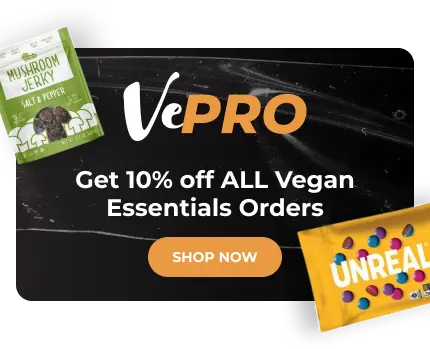 MUSHROOM
JERKY
SALT & PEPPER
VePRO
Get 10% off ALL Vegan
Essentials Orders
SHOP NOW
UNREAL